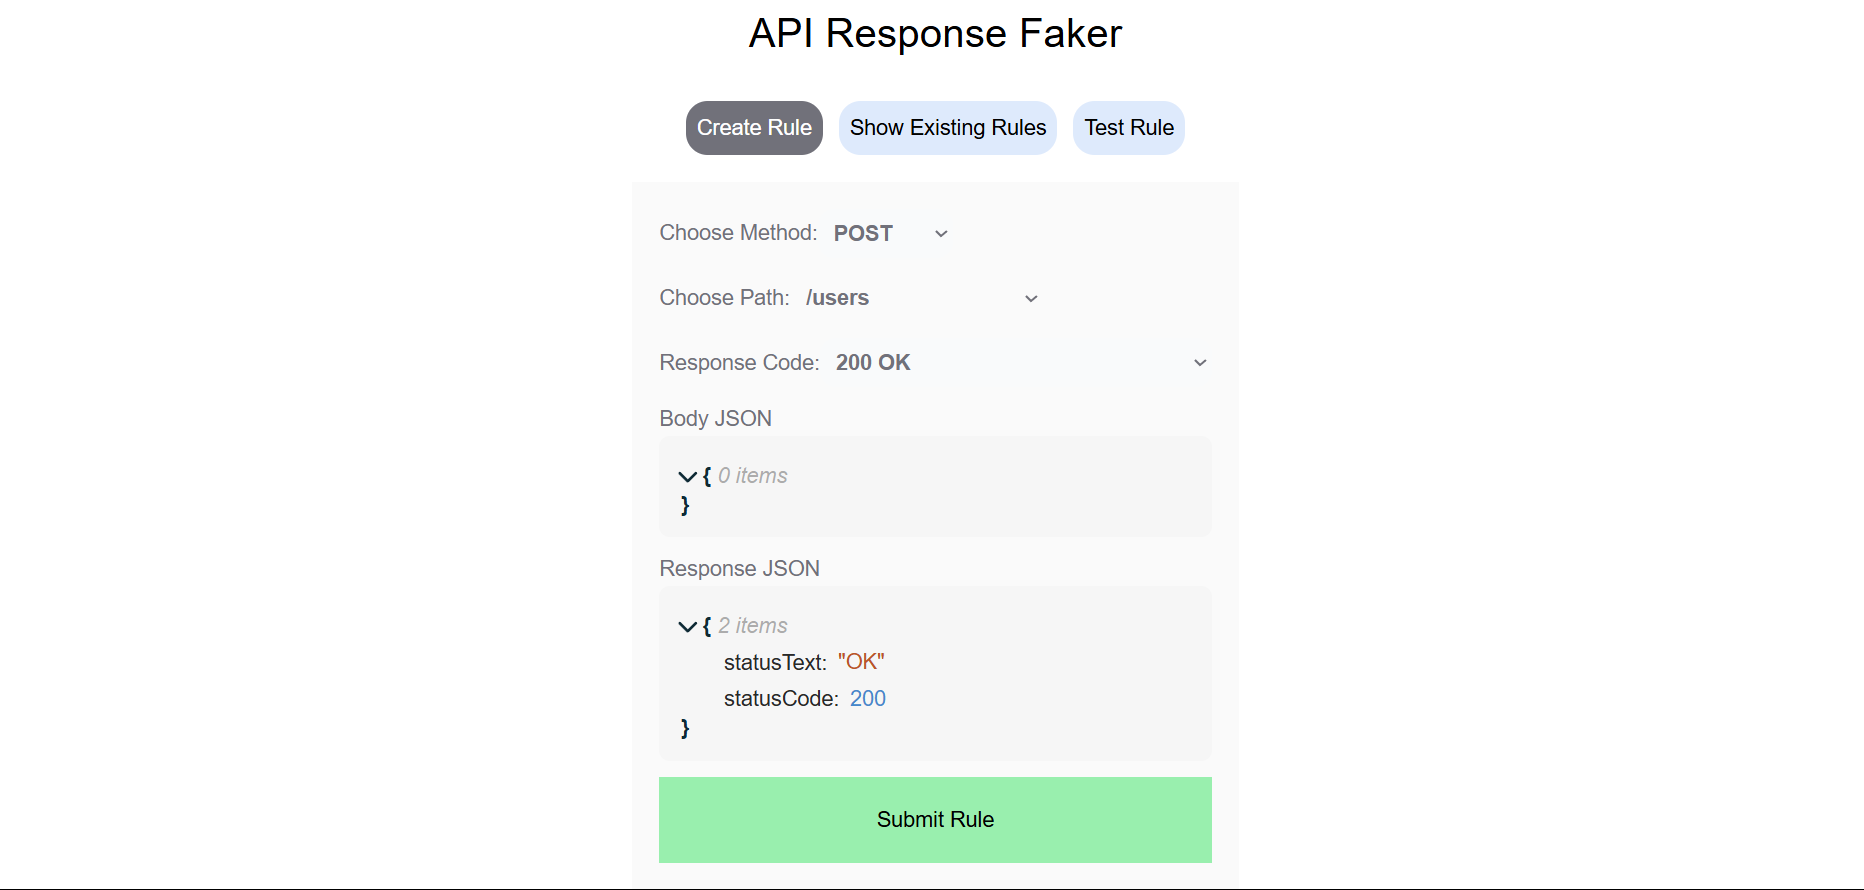 API Response Faker
Create Rule Show Existing Rules Test Rule
Choose Method: POST
Choose Path: /users
Response Code: 200 OK
Body JSON
{ 0 items
}
Response JSON
{ 2 items
statusText: "OK"
statusCode: 200
}
Submit Rule